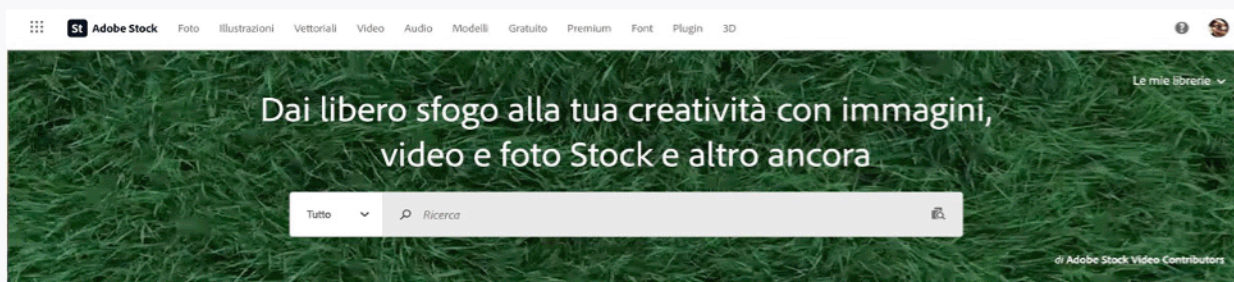 St Adobe Stock Foto Illustrazioni Vettoriali Video Audio Modelli Gratuito Premium Font Plugin 3D
Le mie librerie
Dai libero sfogo alla tua creatività con immagini,
video e foto Stock e altro ancora
Tutto Ricerca
di Adobe Stock Video Contributors